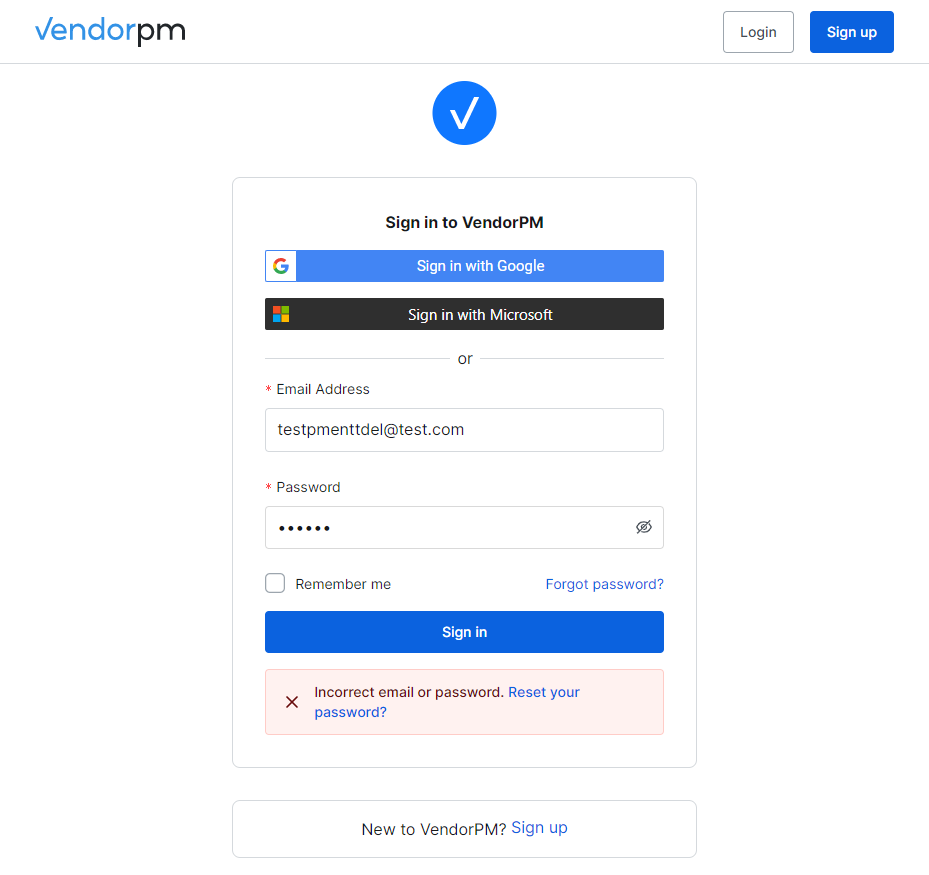 Vendorpm
Login
Sign up
Sign in to VendorPM
Sign in with Google
Sign in with Microsoft
or
* Email Address
testpmenttdel@test.com
* Password
••••••
Remember me
Forgot password?
Sign in
Incorrect email or password. Reset your
password?
New to VendorPM? Sign up